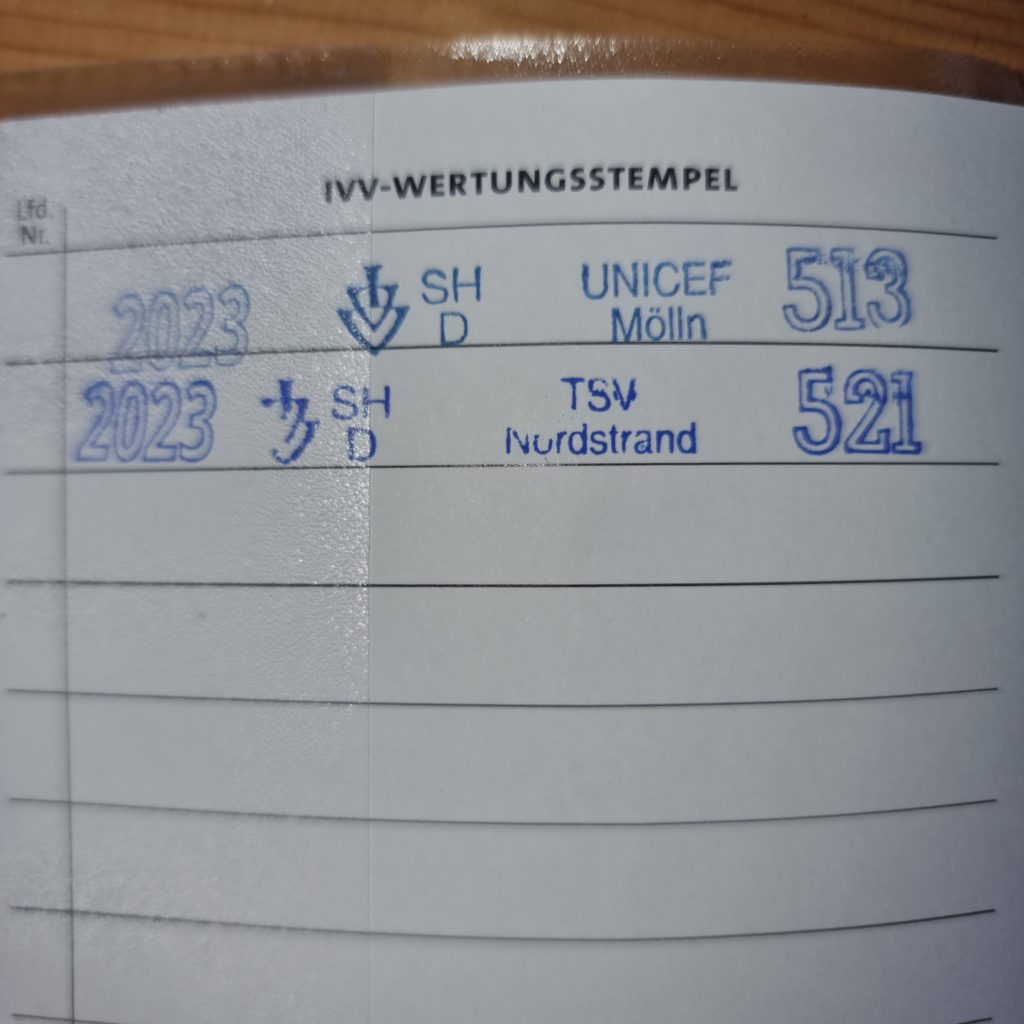 IVV-WERTUNGSSTEMPEL
Lfd.
Nr.
2023 SH UNICEF 513
D Mölln
2023 SH TSV 521
D Nordstrand